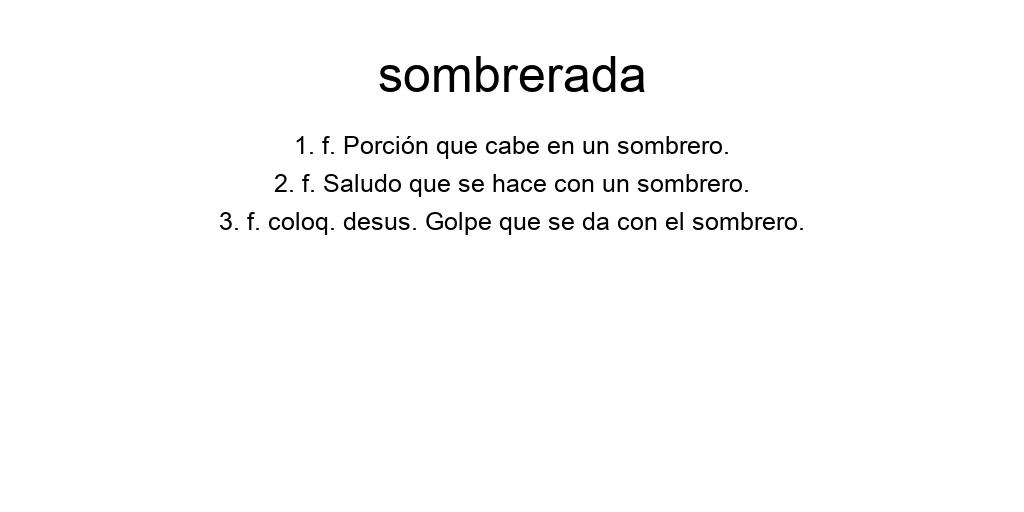 sombrerada
1. f. Porción que cabe en un sombrero.
2. f. Saludo que se hace con un sombrero.
3. f. coloq. desus. Golpe que se da con el sombrero.